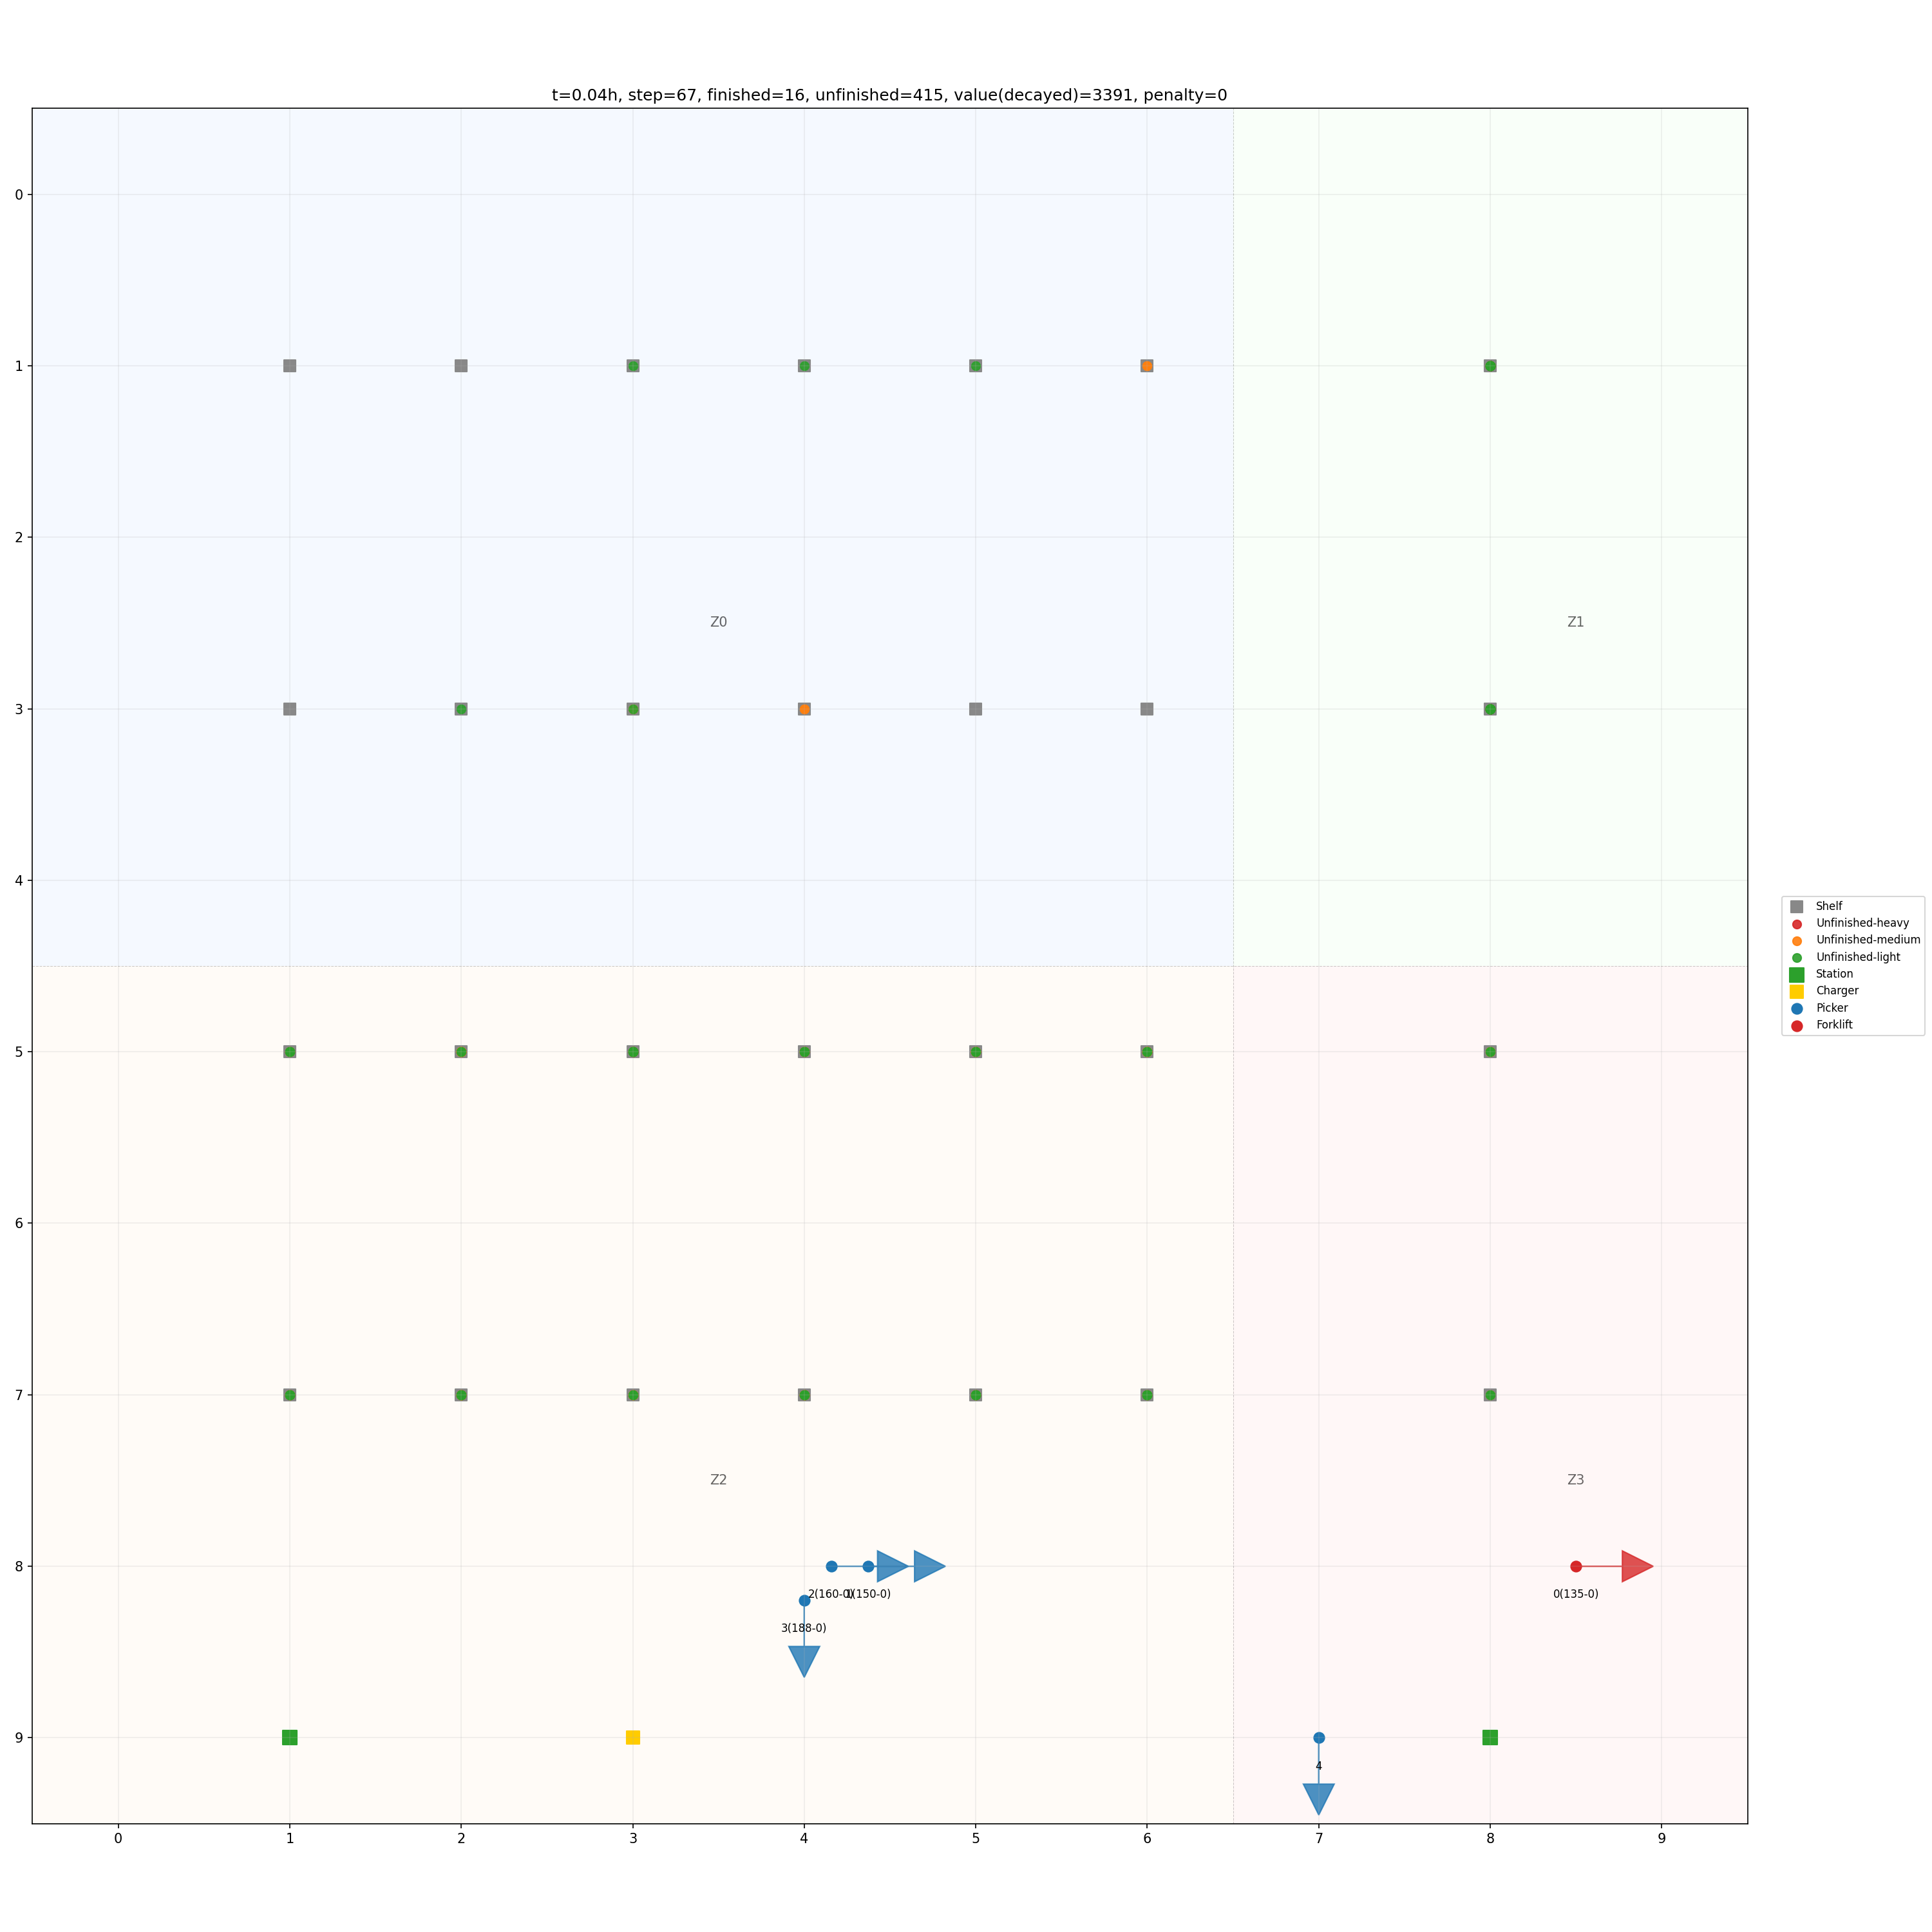 t=0.04h, step=67, finished=16, unfinished=415, value(decayed)=3391, penalty=0
0
1
2
Z0
Z1
3
4
Shelf
Unfinished-heavy
Unfinished-medium
Unfinished-light
Station
Charger
Picker
Forklift
5
6
7
Z2
Z3
8
2(160-0)
1(150-0)
0(135-0)
3(188-0)
9
4
0 1 2 3 4 5 6 7 8 9